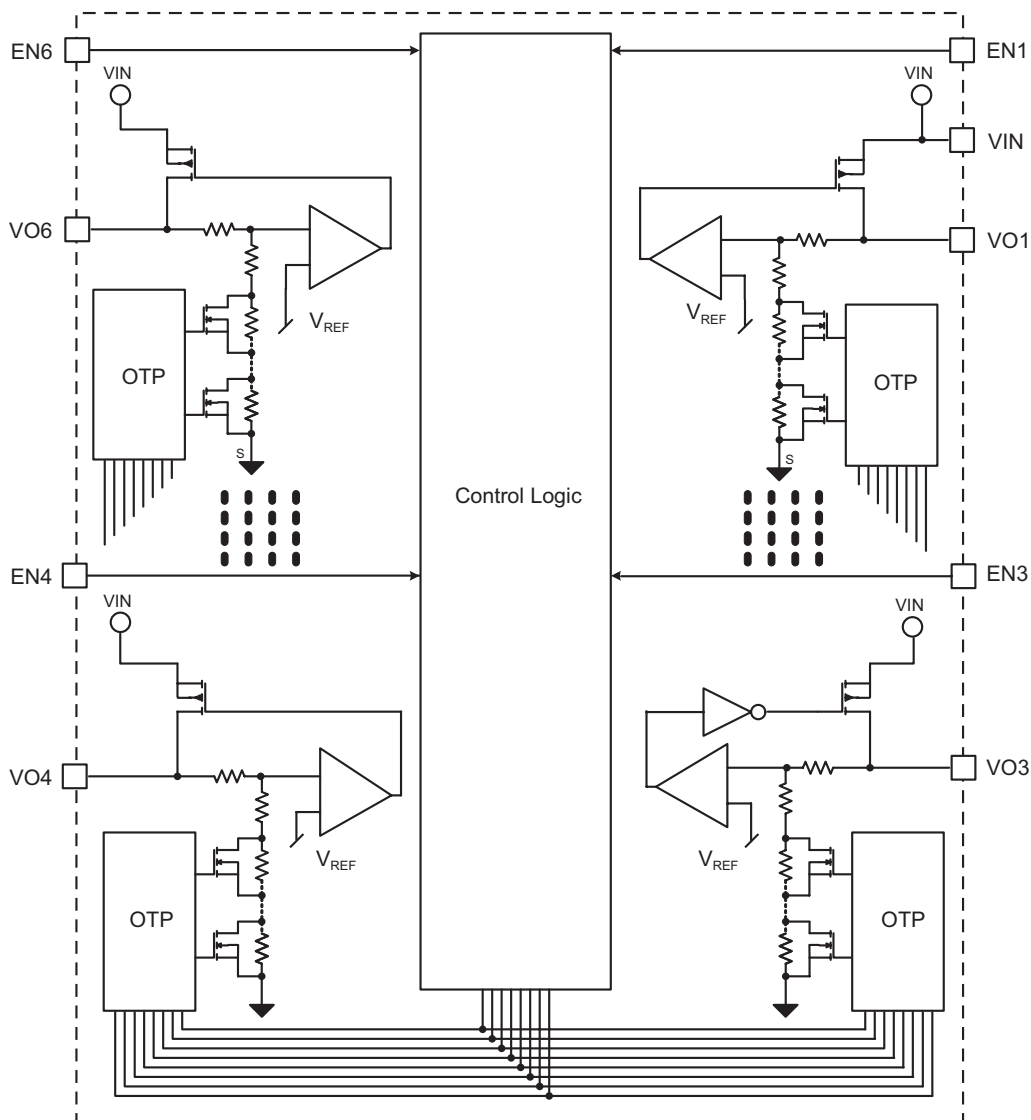 EN6
EN1
VIN
VIN
VIN
VO6
VO1
VREF
VREF
OTP
OTP
S
S
Control Logic
EN4
EN3
VIN
VIN
VO4
VO3
VREF
VREF
OTP
OTP